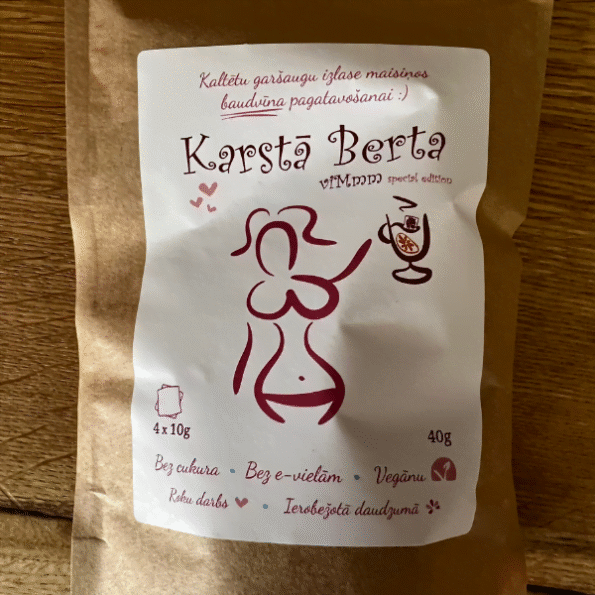 Kaltētu garšaugu izlase maisiņos
baudvīna pagatavošanai :)
Karstā Berta
viMmm special edition
4 x 10g
40g
Bez cukura • Bez e-vielām • Vegānu
Roku darbs • Ierobežotā daudzumā